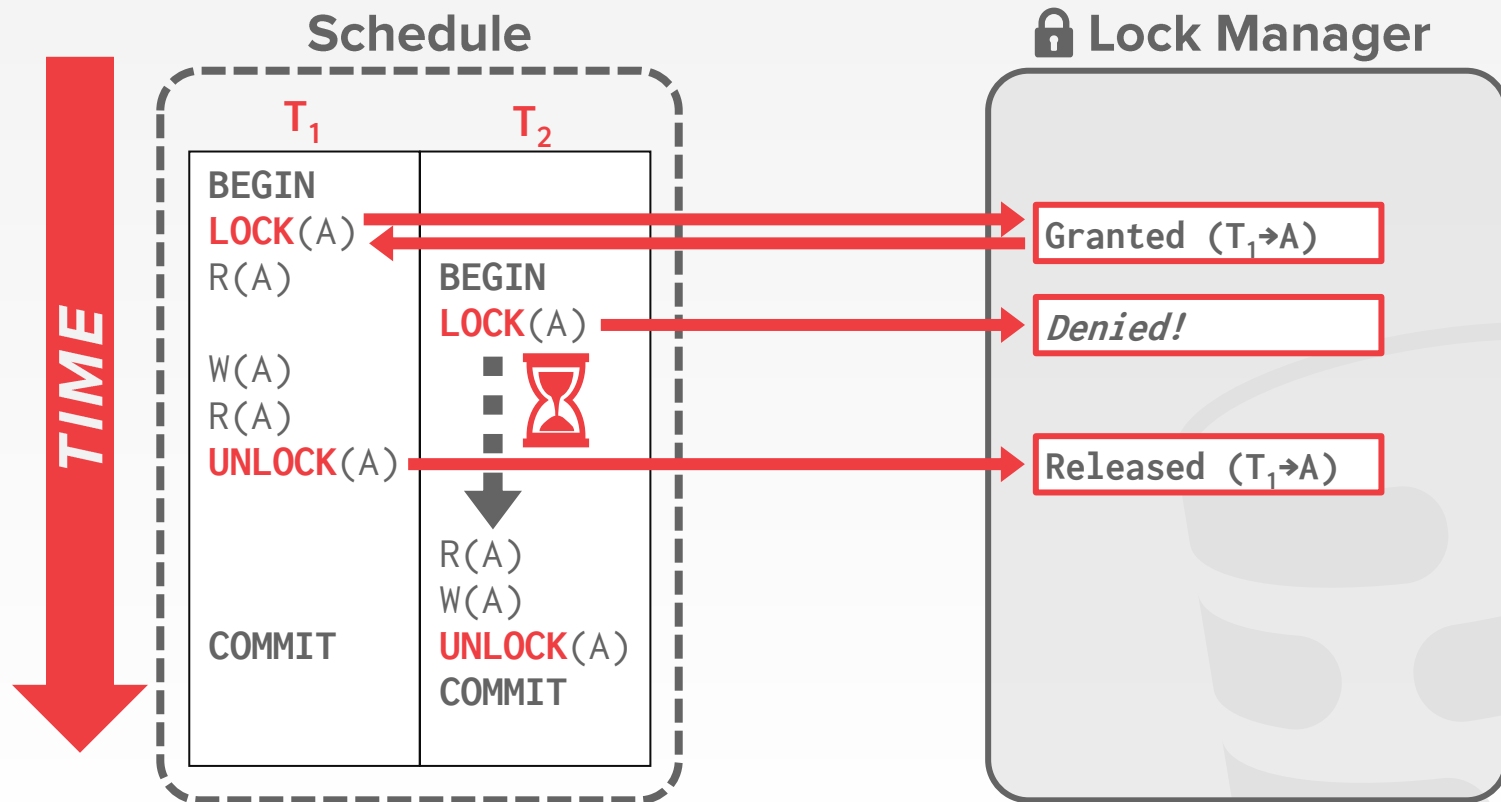 Schedule
Lock Manager
TIME
T1
T2
BEGIN
LOCK(A)
Granted (T1→A)
R(A)
BEGIN
LOCK(A)
Denied!
W(A)
R(A)
UNLOCK(A)
Released (T1→A)
R(A)
W(A)
COMMIT
UNLOCK(A)
COMMIT